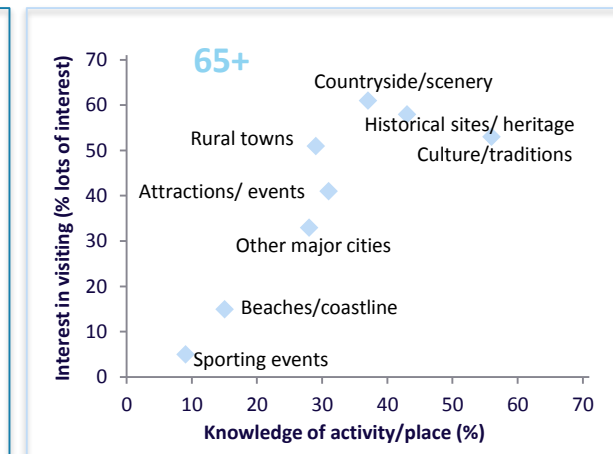 65+
Interest in visiting (% lots of interest)
70
60
50
40
30
20
10
0
Countryside/scenery
Historical sites/ heritage
Culture/traditions
Rural towns
Attractions/ events
Other major cities
Beaches/coastline
Sporting events
0 10 20 30 40 50 60 70
Knowledge of activity/place (%)